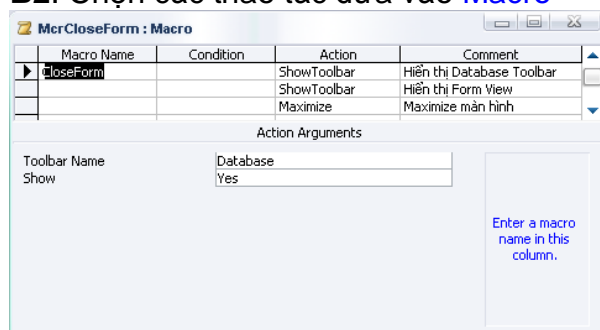 B2. Chọn các thao tác đưa vào Macro
McrCloseForm : Macro
Macro Name Condition Action Comment
CloseForm ShowToolbar Hiển thị Database Toolbar
ShowToolbar Hiển thị Form View
Maximize Maximize màn hình
Action Arguments
Toolbar Name Database
Show Yes
Enter a macro
name in this
column.